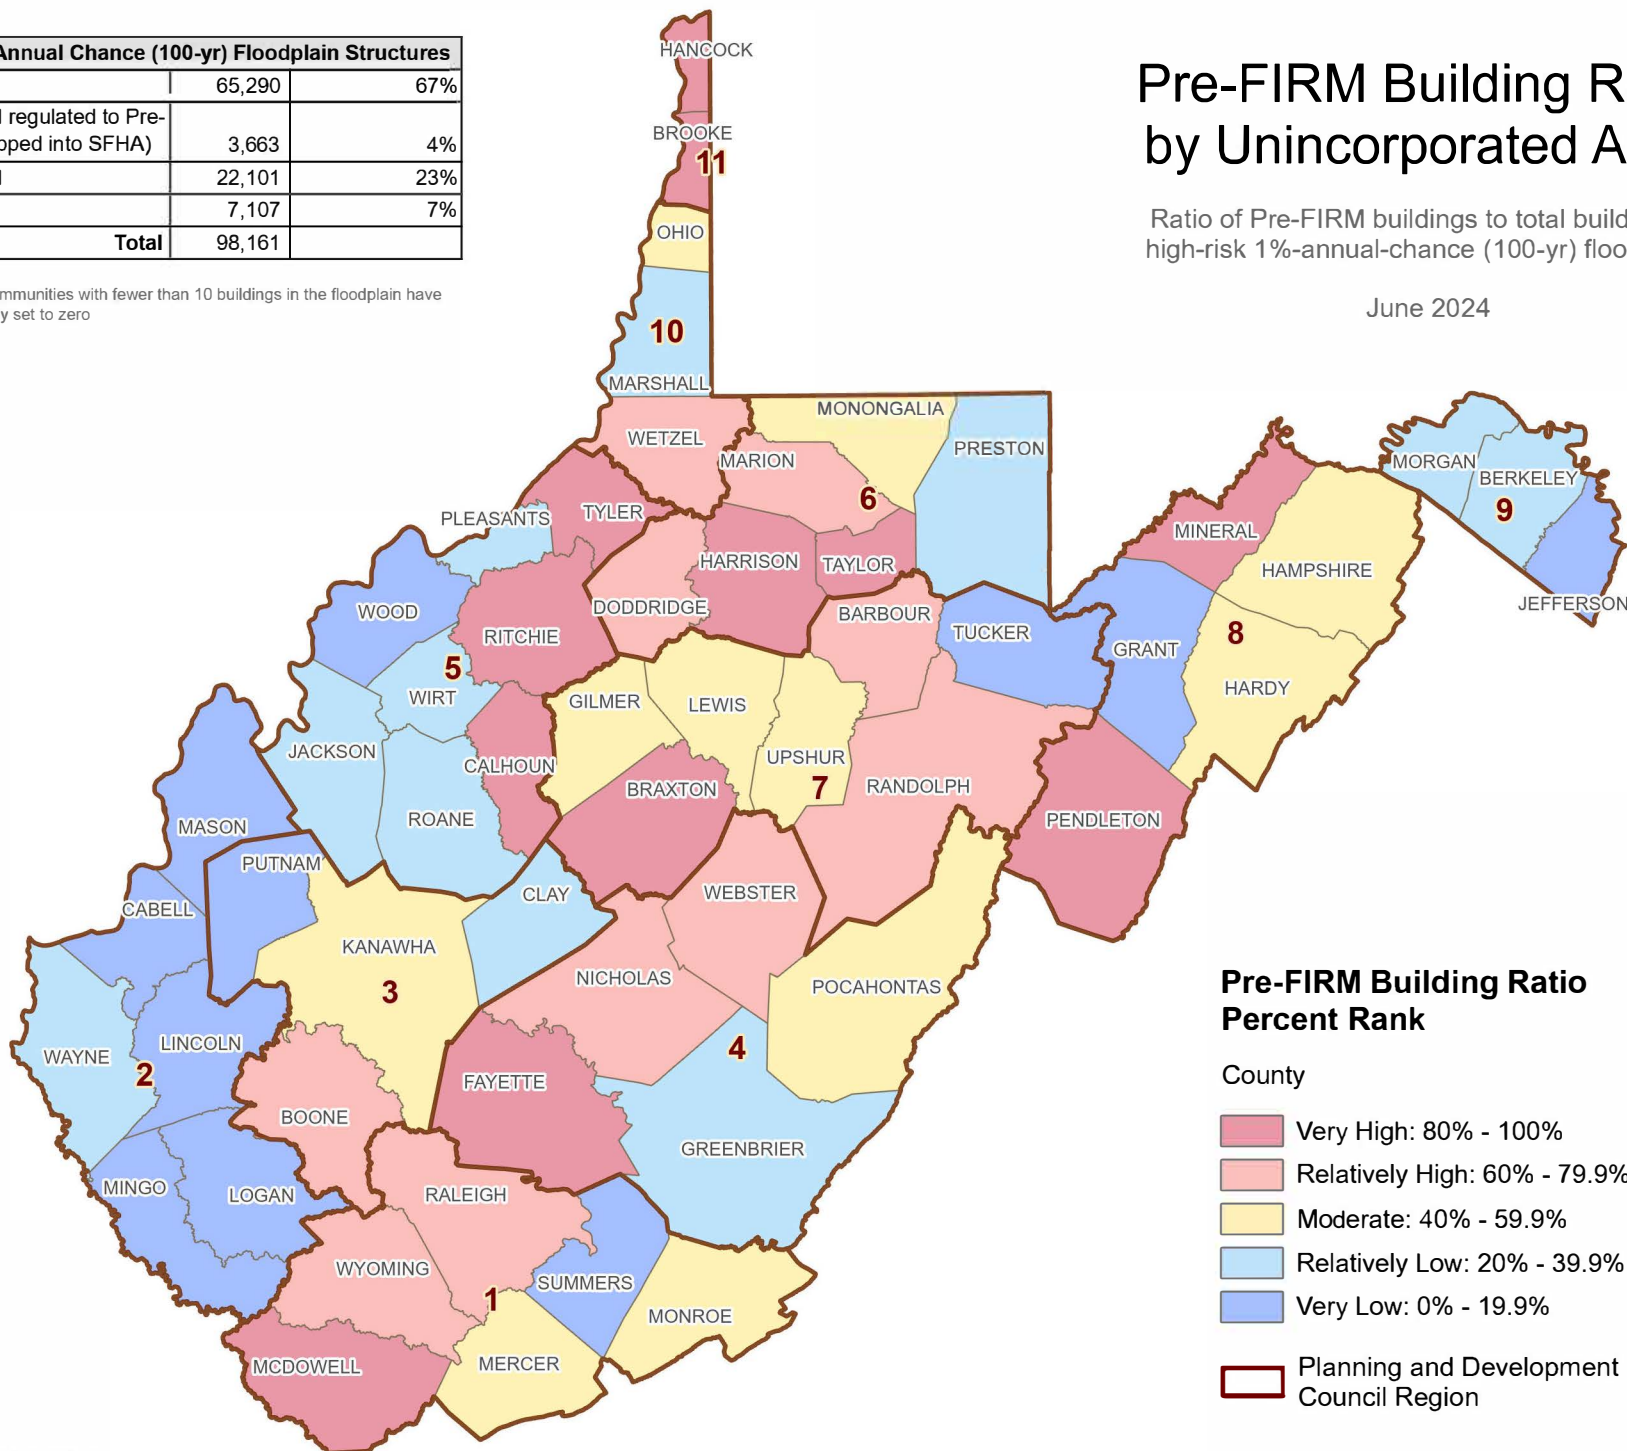 Annual Chance (100-yr) Floodplain Structures
65,290 67%
regulated to Pre-
pped into SFHA) 3,663 4%
22,101 23%
7,107 7%
Total 98,161
mmunities with fewer than 10 buildings in the floodplain have
y set to zero
Pre-FIRM Building R
by Unincorporated A
Ratio of Pre-FIRM buildings to total build
high-risk 1%-annual-chance (100-yr) floo
June 2024
HANCOCK
BROOKE
11
OHIO
10
MARSHALL
MONONGALIA
WETZEL
PRESTON
MARION
MORGAN
BERKELEY
6
9
TYLER
PLEASANTS
MINERAL
HARRISON
TAYLOR
HAMPSHIRE
WOOD
DODDRIDGE
BARBOUR
JEFFERSON
RITCHIE
TUCKER
8
GRANT
5
WIRT
HARDY
GILMER
LEWIS
JACKSON
UPSHUR
CALHOUN
7
RANDOLPH
BRAXTON
ROANE
PENDLETON
MASON
PUTNAM
CLAY
WEBSTER
CABELL
KANAWHA
NICHOLAS
POCAHONTAS
3
LINCOLN
4
WAYNE
2
FAYETTE
BOONE
GREENBRIER
MINGO
LOGAN
RALEIGH
WYOMING
SUMMERS
1
MONROE
MCDOWELL
MERCER
Pre-FIRM Building Ratio
Percent Rank
County
Very High: 80% - 100%
Relatively High: 60% - 79.9%
Moderate: 40% - 59.9%
Relatively Low: 20% - 39.9%
Very Low: 0% - 19.9%
Planning and Development
Council Region